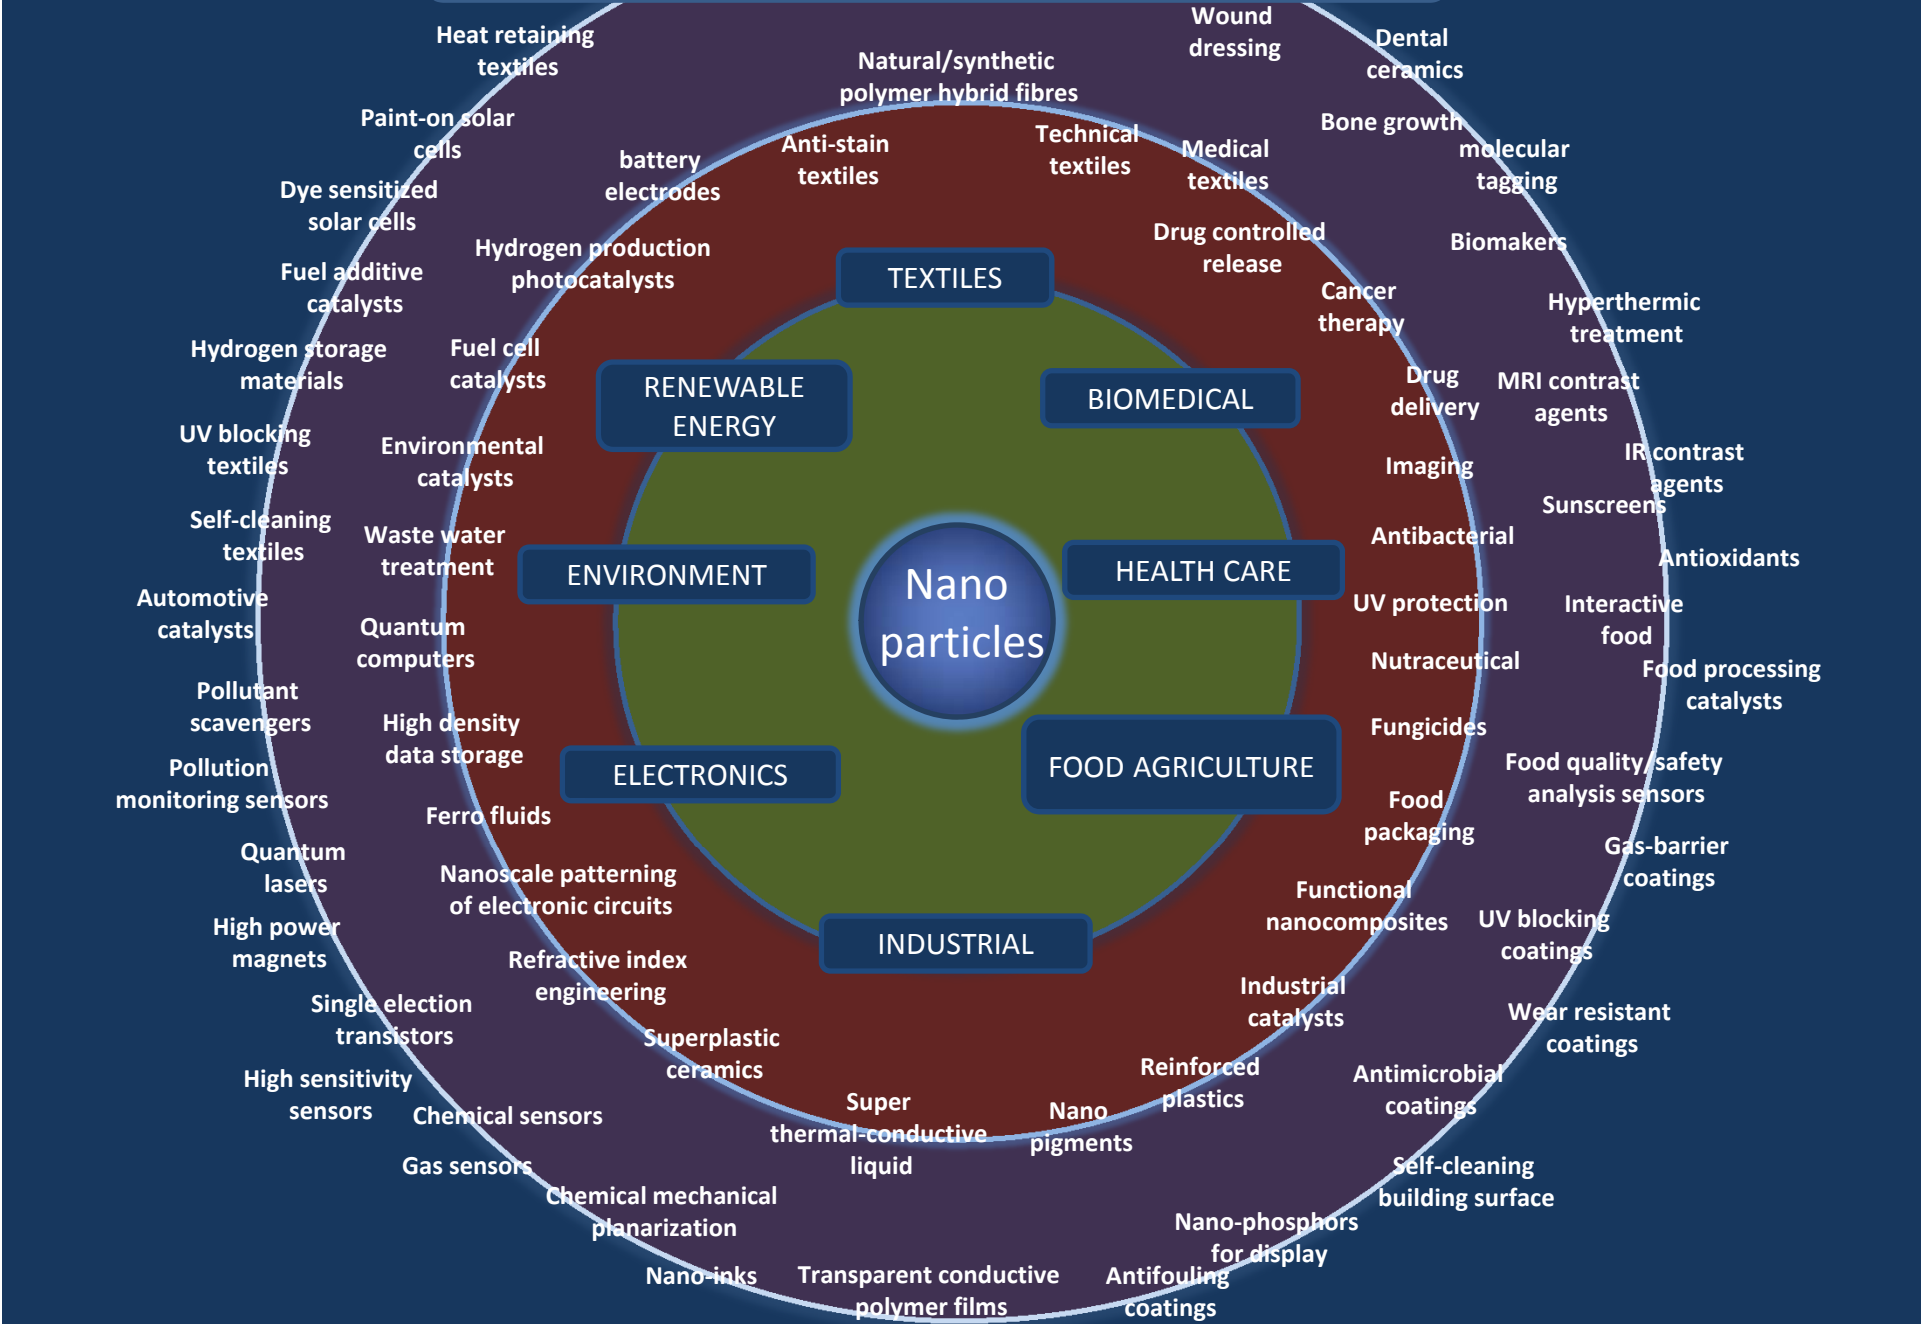 Wound
dressing
Heat retaining
textiles
Dental
ceramics
Natural/synthetic
polymer hybrid fibres
Paint-on solar
cells
Bone growth
Technical
textiles
Anti-stain
textiles
Medical
textiles
molecular
tagging
battery
electrodes
Dye sensitized
solar cells
Drug controlled
release
Biomakers
Hydrogen production
photocatalysts
Fuel additive
catalysts
TEXTILES
Cancer
therapy
Hyperthermic
treatment
Hydrogen storage
materials
Fuel cell
catalysts
RENEWABLE
ENERGY
BIOMEDICAL
Drug
delivery
MRI contrast
agents
UV blocking
textiles
Environmental
catalysts
Imaging
IR contrast
agents
Sunscreens
Self-cleaning
textiles
Waste water
treatment
ENVIRONMENT
Nano
particles
HEALTH CARE
Antibacterial
Antioxidants
Automotive
catalysts
Quantum
computers
UV protection
Interactive
food
Nutraceutical
Food processing
catalysts
Pollutant
scavengers
High density
data storage
Fungicides
Pollution
monitoring sensors
ELECTRONICS
FOOD AGRICULTURE
Food quality/safety
analysis sensors
Ferro fluids
Food
packaging
Quantum
lasers
Gas-barrier
coatings
Nanoscale patterning
of electronic circuits
Functional
nanocomposites
UV blocking
coatings
High power
magnets
INDUSTRIAL
Refractive index
engineering
Industrial
catalysts
Single election
transistors
Wear resistant
coatings
Superplastic
ceramics
Reinforced
plastics
Antimicrobial
coatings
High sensitivity
sensors
Chemical sensors
Super
thermal-conductive
liquid
Nano
pigments
Gas sensors
Self-cleaning
building surface
Chemical mechanical
planarization
Nano-phosphors
for display
Nano-inks
Transparent conductive
polymer films
Antifouling
coatings